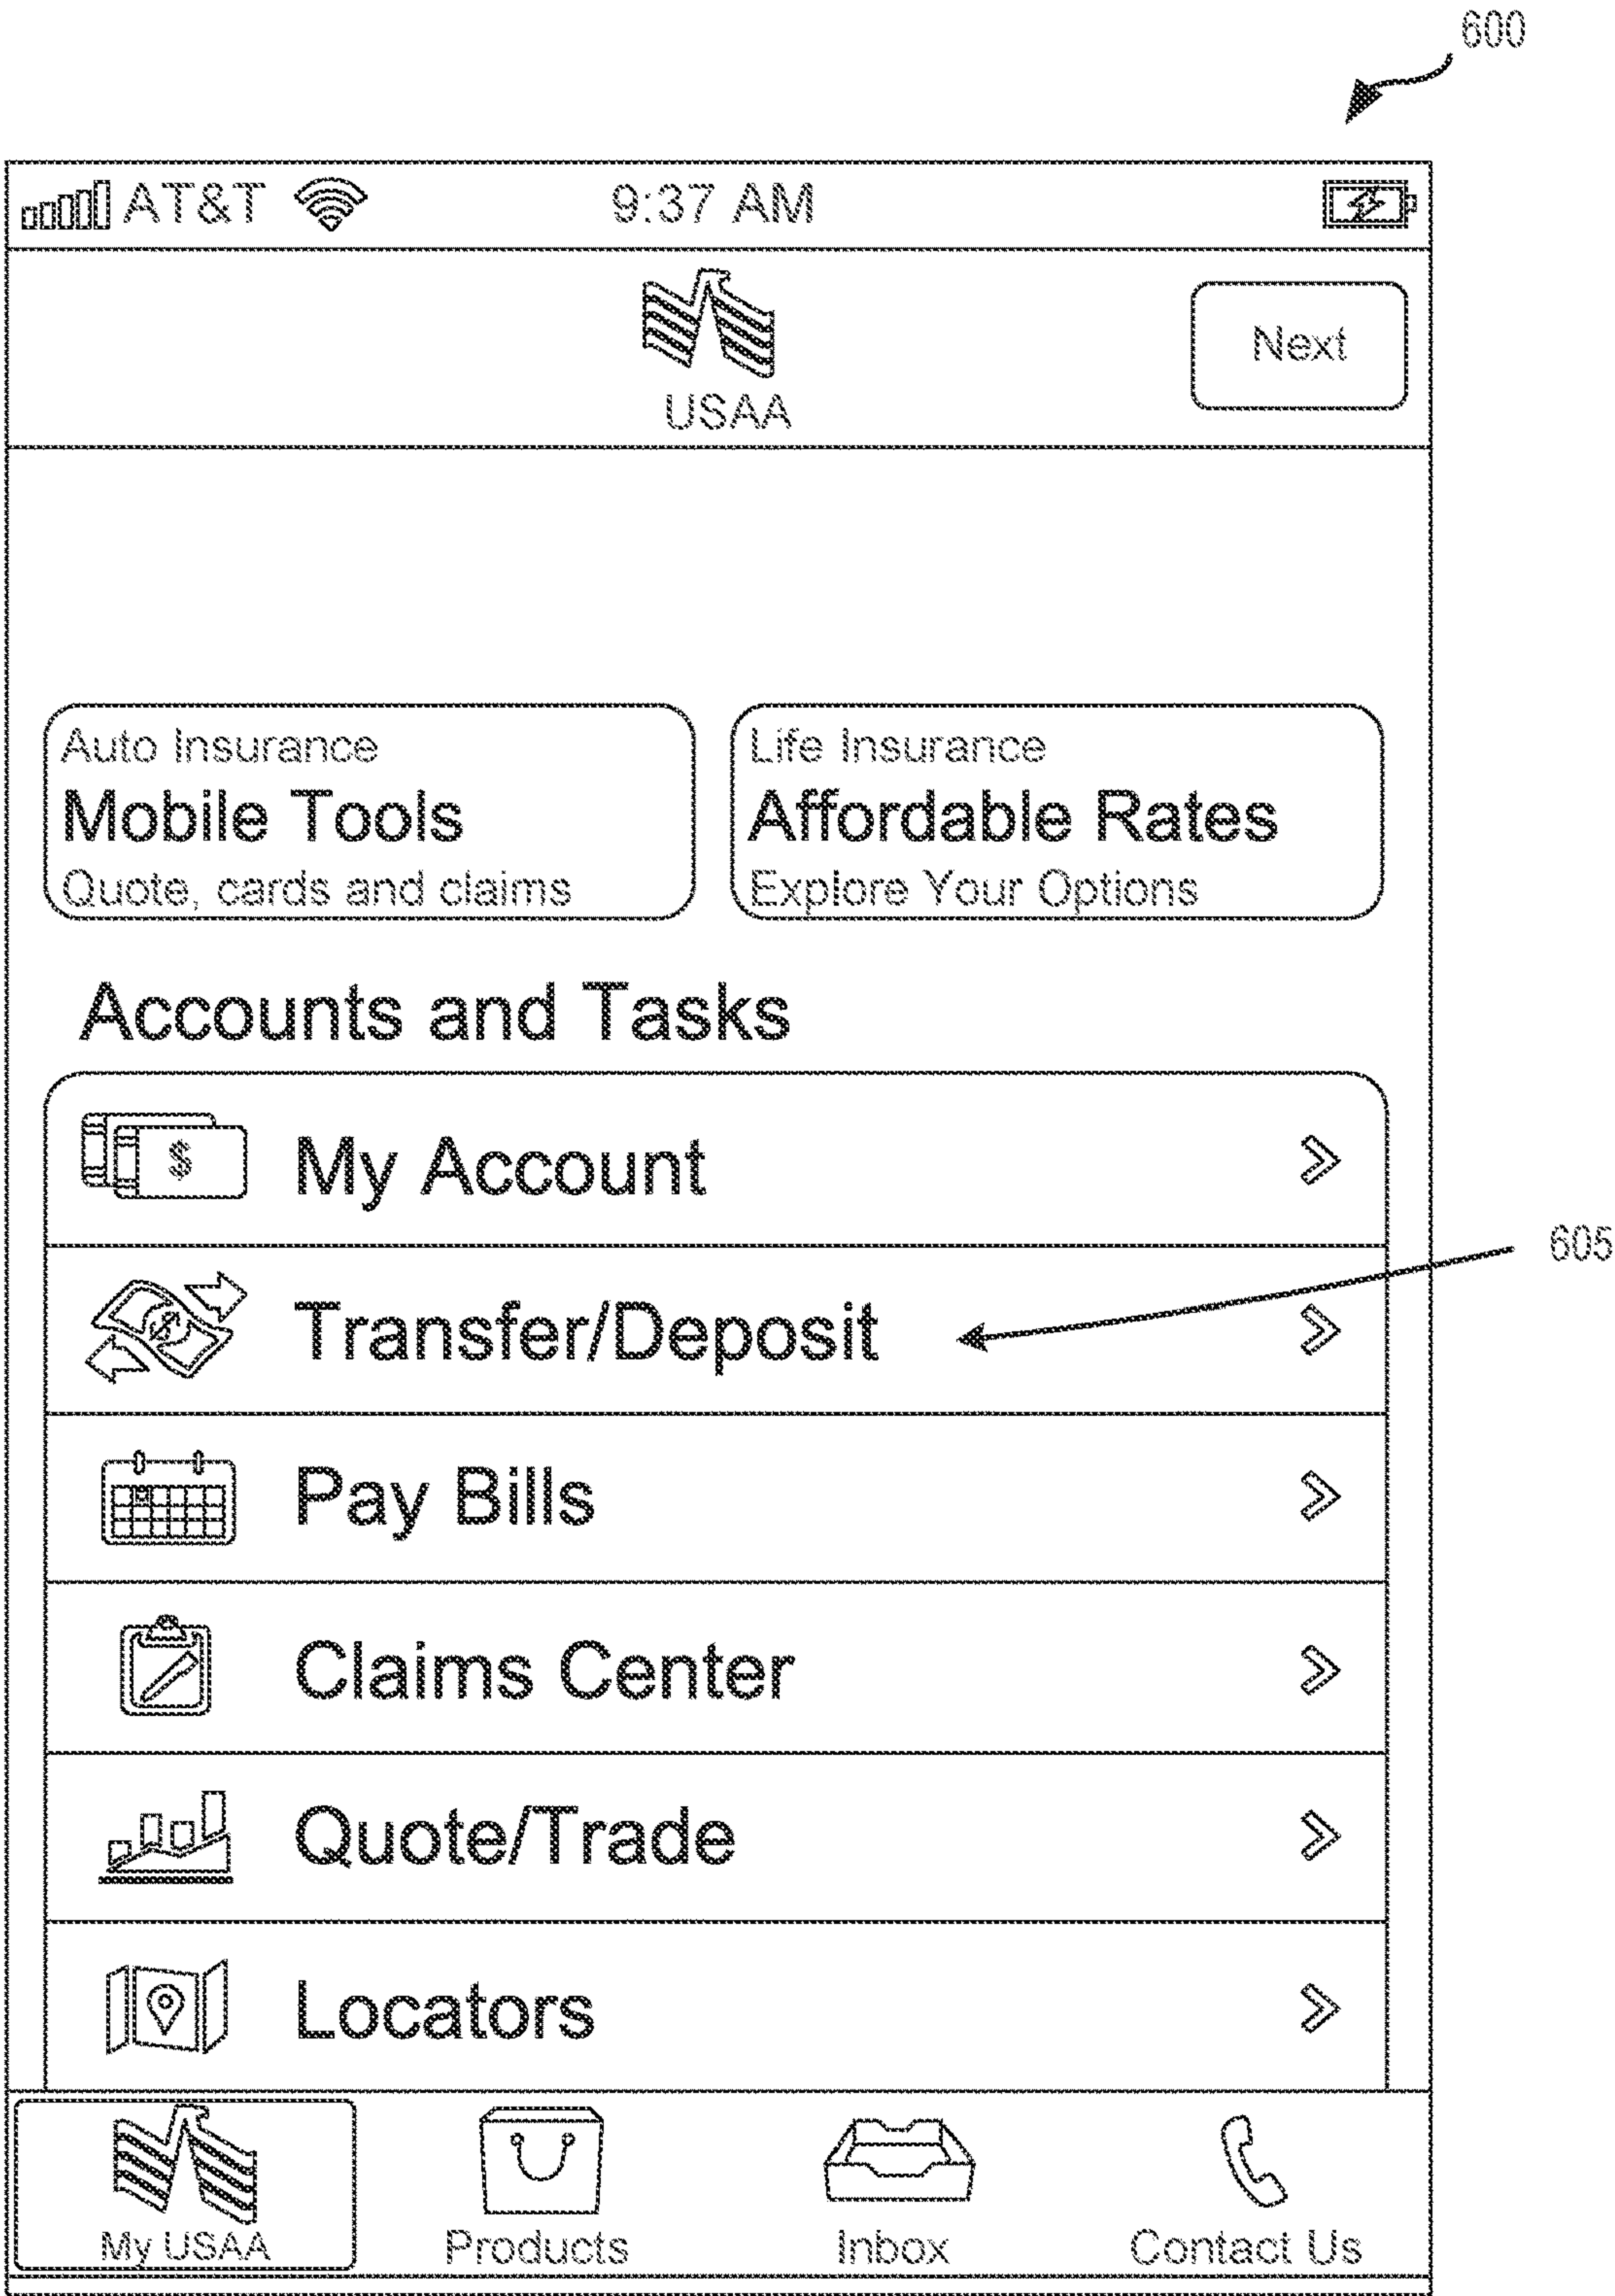 600
AT&T 9:37 AM
USAA
Next
Auto Insurance
Mobile Tools
Quote, cards and claims
Life Insurance
Affordable Rates
Explore Your Options
Accounts and Tasks
$ My Account
605
Transfer/Deposit
Pay Bills
Claims Center
Quote/Trade
Locators
My USAA Products Inbox Contact Us